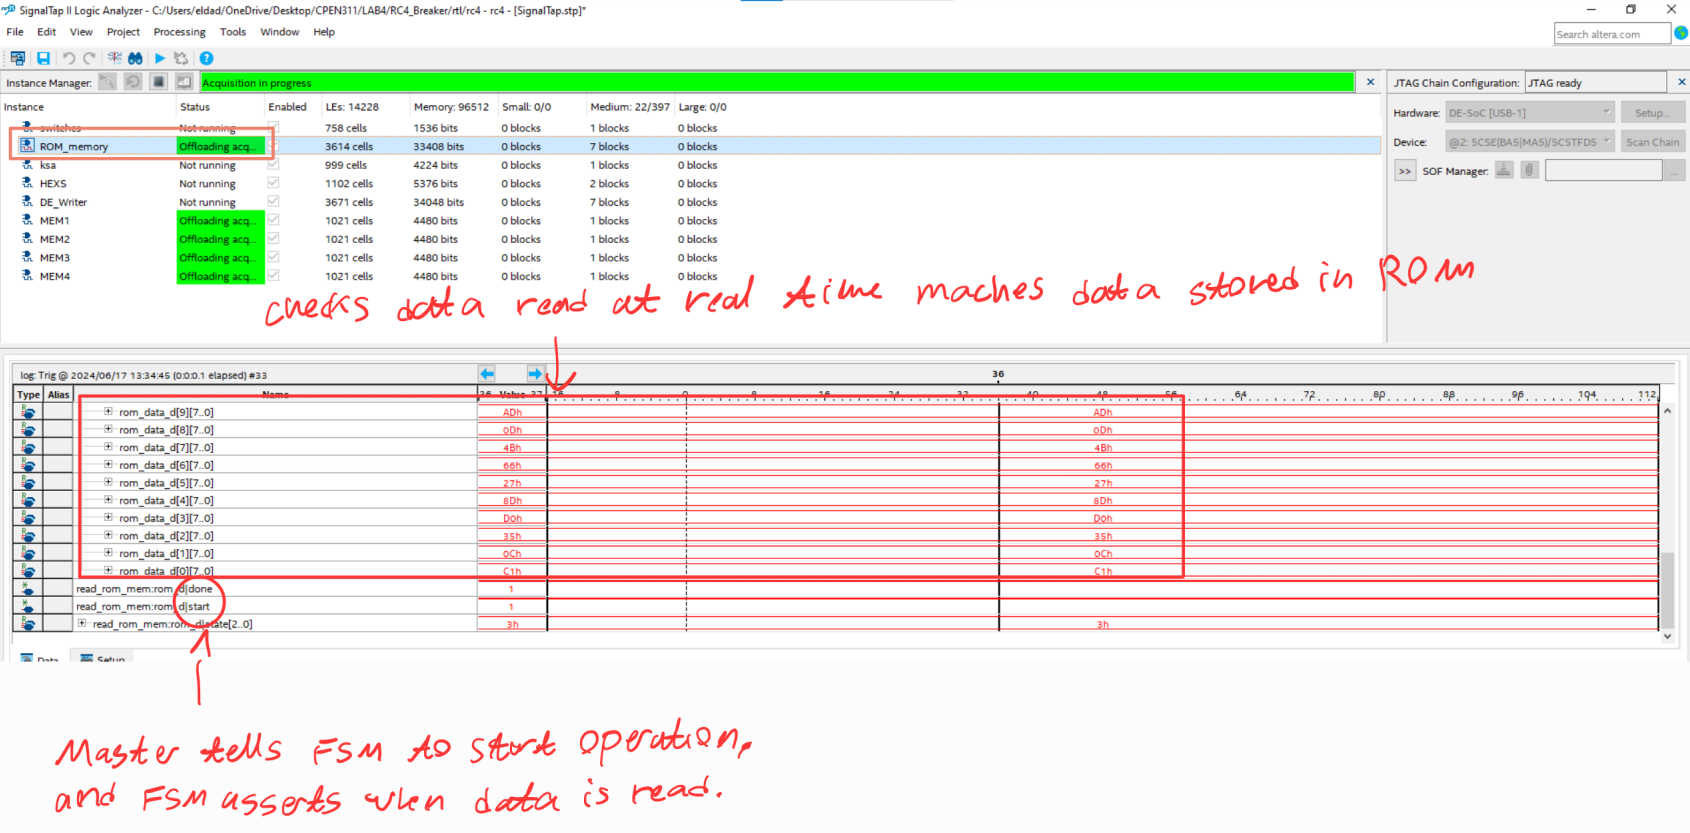 SignalTap II Logic Analyzer - C:/Users/eldad/OneDrive/Desktop/CPEN311/LAB4/RC4_Breaker/rtl/rc4 - rc4 - [SignalTap.stp]*
File Edit View Project Processing Tools Window Help
Search altera.com
Instance Manager: Acquisition in progress
JTAG Chain Configuration: JTAG ready
Instance Status Enabled LEs: 14228 Memory: 96512 Small: 0/0 Medium: 22/397 Large: 0/0
switches Not running 758 cells 1536 bits 0 blocks 1 blocks 0 blocks
ROM_memory Offloading acq... 3614 cells 33408 bits 0 blocks 7 blocks 0 blocks
ksa Not running 999 cells 4224 bits 0 blocks 1 blocks 0 blocks
HEXS Not running 1102 cells 5376 bits 0 blocks 2 blocks 0 blocks
DE_Writer Not running 3671 cells 34048 bits 0 blocks 7 blocks 0 blocks
MEM1 Offloading acq... 1021 cells 4480 bits 0 blocks 1 blocks 0 blocks
MEM2 Offloading acq... 1021 cells 4480 bits 0 blocks 1 blocks 0 blocks
MEM3 Offloading acq... 1021 cells 4480 bits 0 blocks 1 blocks 0 blocks
MEM4 Offloading acq... 1021 cells 4480 bits 0 blocks 1 blocks 0 blocks
Hardware: DE-SoC [USB-1] Setup...
Device: @2: 5CSE(BA5|MA5)/5CSTFD5 Scan Chain
>> SOF Manager: ...
checks data read at real time maches data stored in ROM
log: Trig @ 2024/06/17 13:34:45 (0:0:0.1 elapsed) #33
36
Type Alias Name 36 Value 37 -16 -8 0 8 16 24 32 40 48 56 64 72 80 88 96 104 112
rom_data_d[9][7..0] ADh ADh
rom_data_d[8][7..0] 0Dh 0Dh
rom_data_d[7][7..0] 4Bh 4Bh
rom_data_d[6][7..0] 66h 66h
rom_data_d[5][7..0] 27h 27h
rom_data_d[4][7..0] 8Dh 8Dh
rom_data_d[3][7..0] D0h D0h
rom_data_d[2][7..0] 35h 35h
rom_data_d[1][7..0] 0Ch 0Ch
rom_data_d[0][7..0] C1h C1h
read_rom_mem:rom_d|done 1
read_rom_mem:rom_d|start 1
read_rom_mem:rom_d|state[2..0] 3h 3h
Data Setup
Master tells FSM to start operation,
and FSM asserts when data is read.